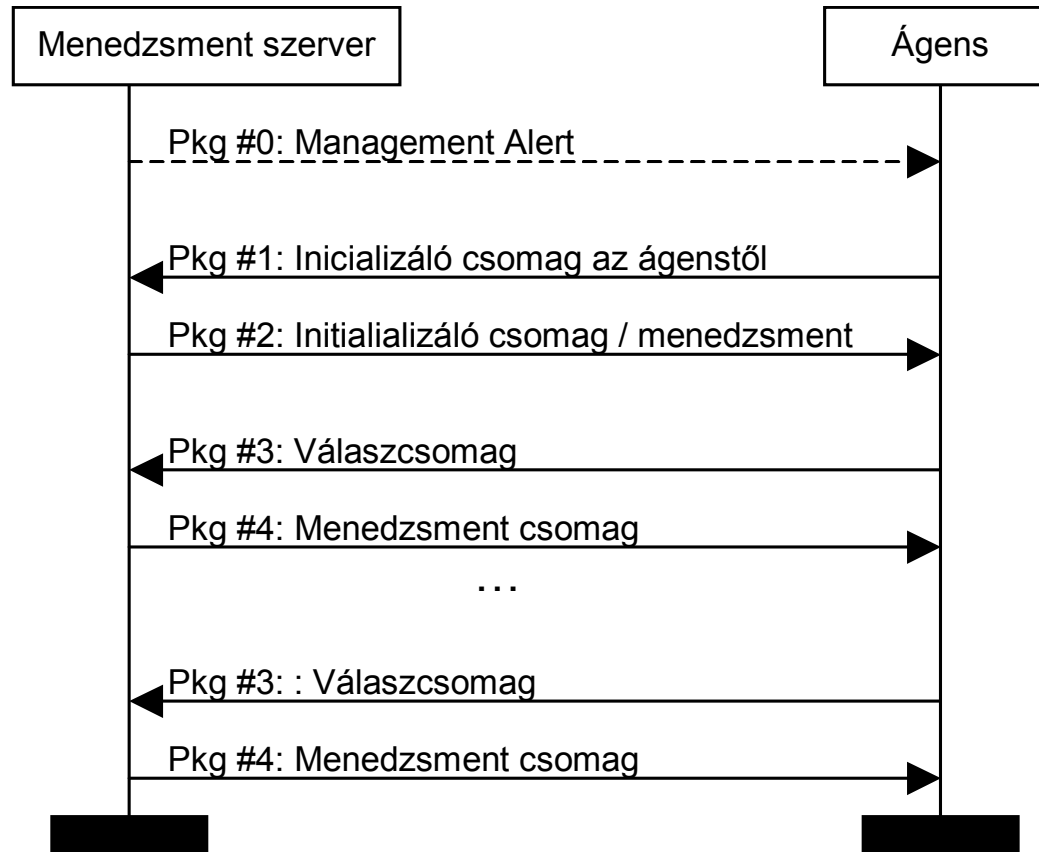 Menedzsment szerver
Ágens
Pkg #0: Management Alert
Pkg #1: Inicializáló csomag az ágenstől
Pkg #2: Initialializáló csomag / menedzsment
Pkg #3: Válaszcsomag
Pkg #4: Menedzsment csomag
...
Pkg #3: : Válaszcsomag
Pkg #4: Menedzsment csomag